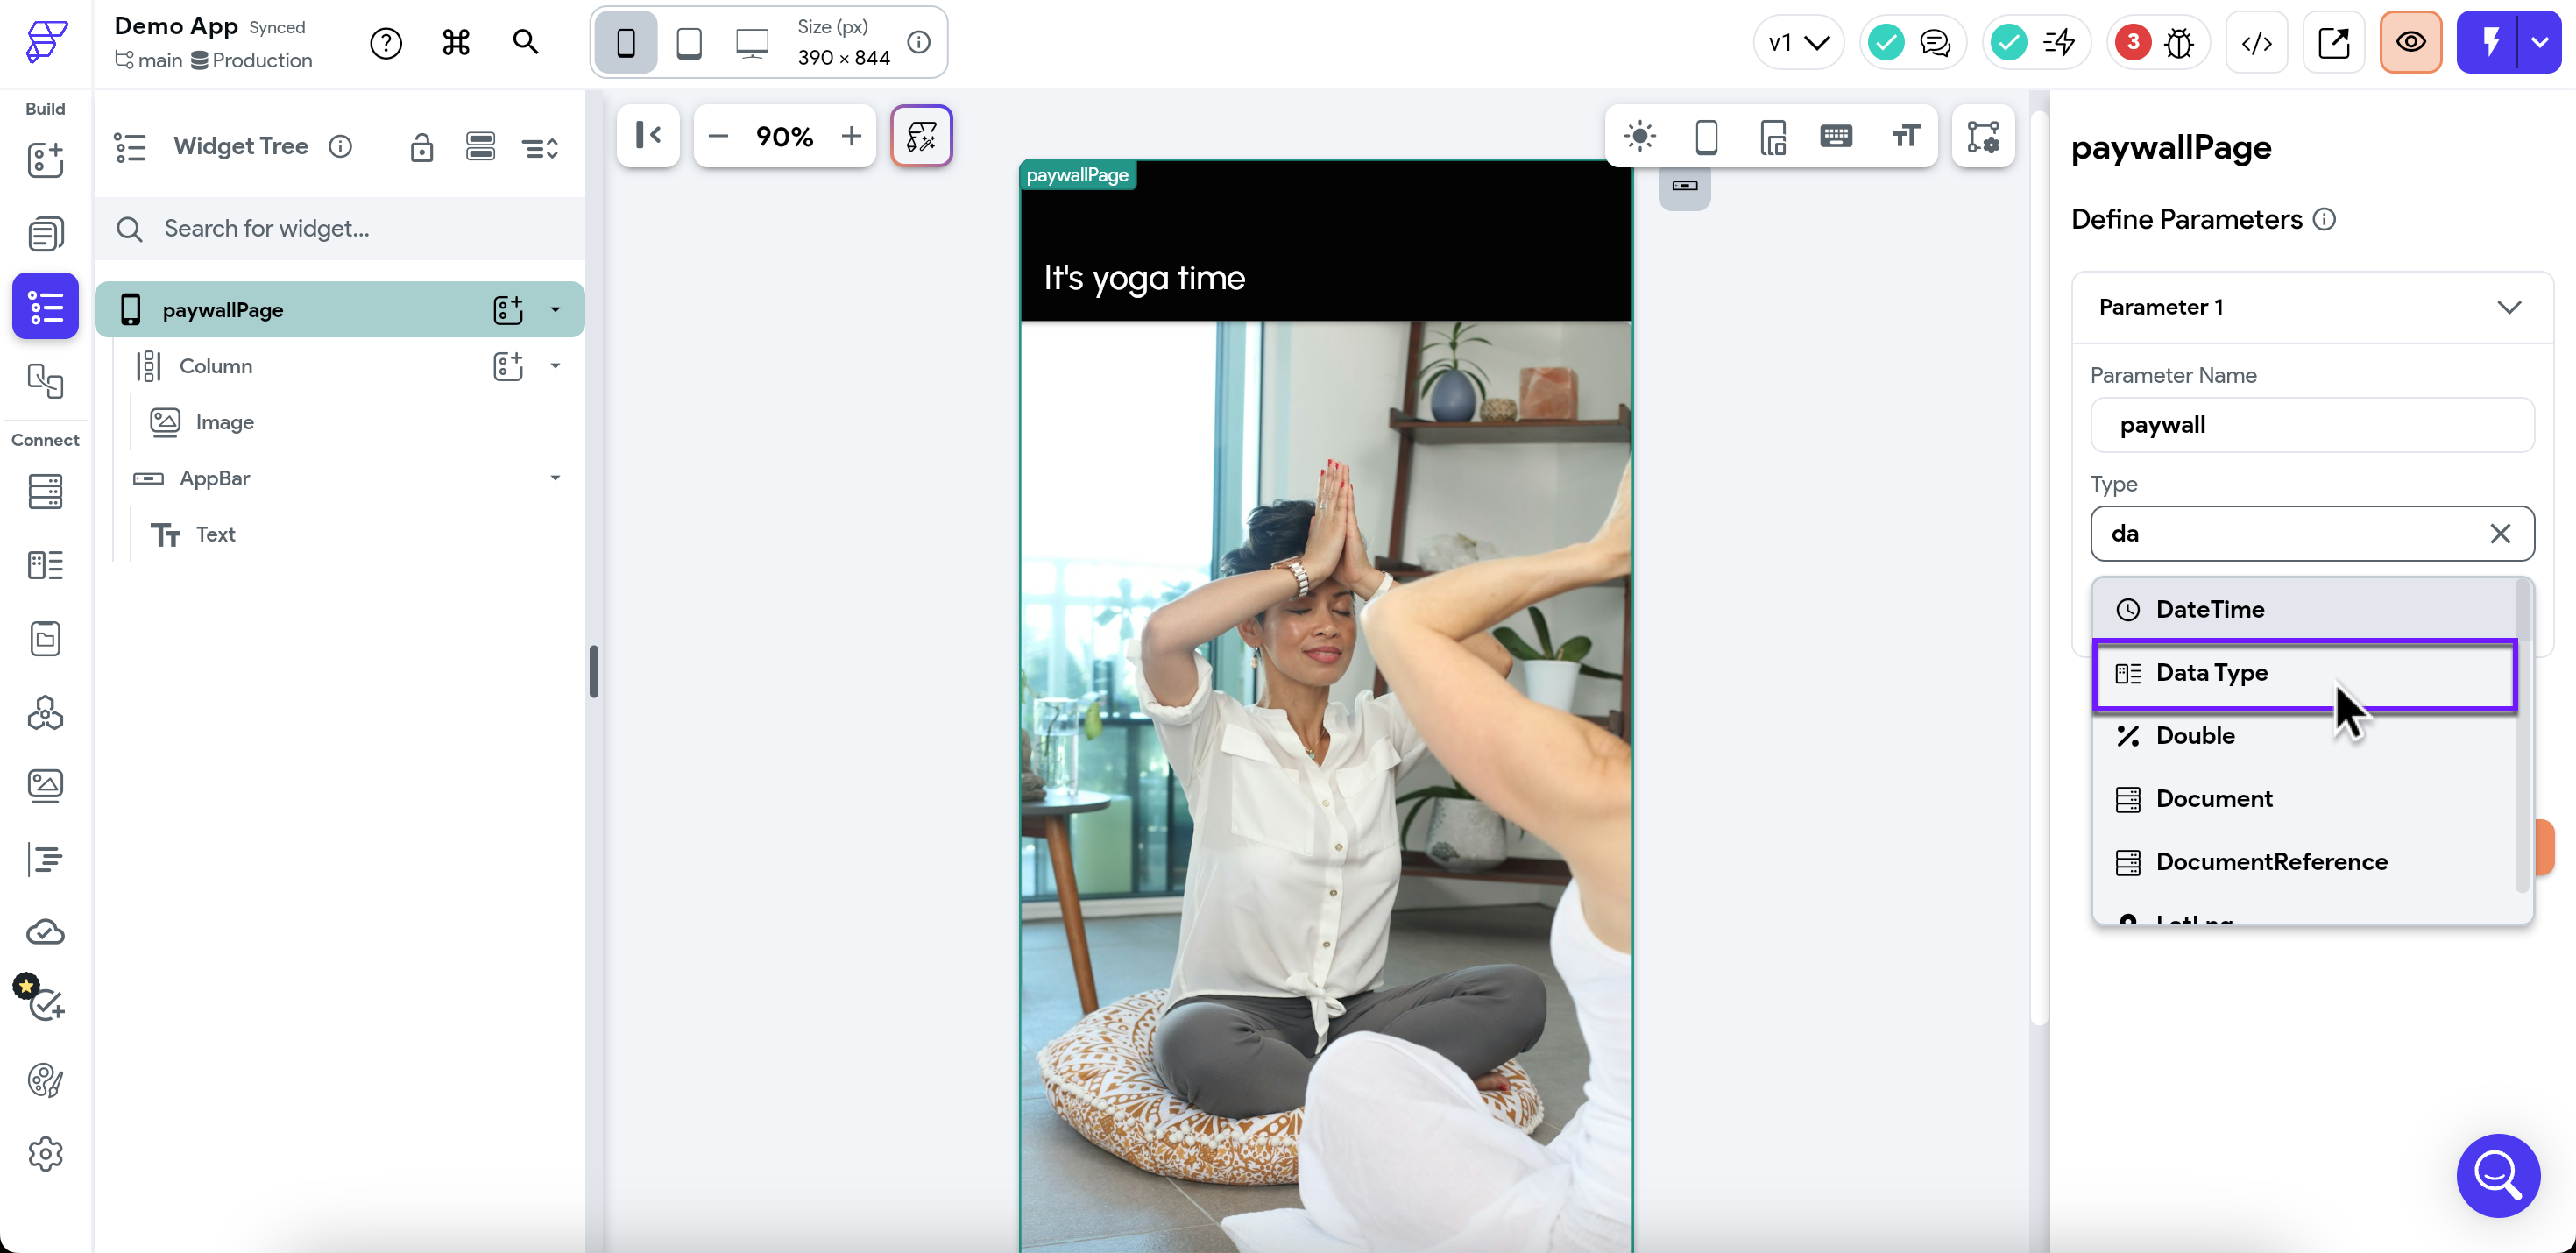 Demo App Synced
main Production
Size (px)
390 × 844
v1
3
Build
Connect
Widget Tree
Search for widget...
paywallPage
Column
Image
AppBar
Text
90%
paywallPage
It's yoga time
paywallPage
Define Parameters
Parameter 1
Parameter Name
paywall
Type
da
DateTime
Data Type
Double
Document
DocumentReference
LatLng